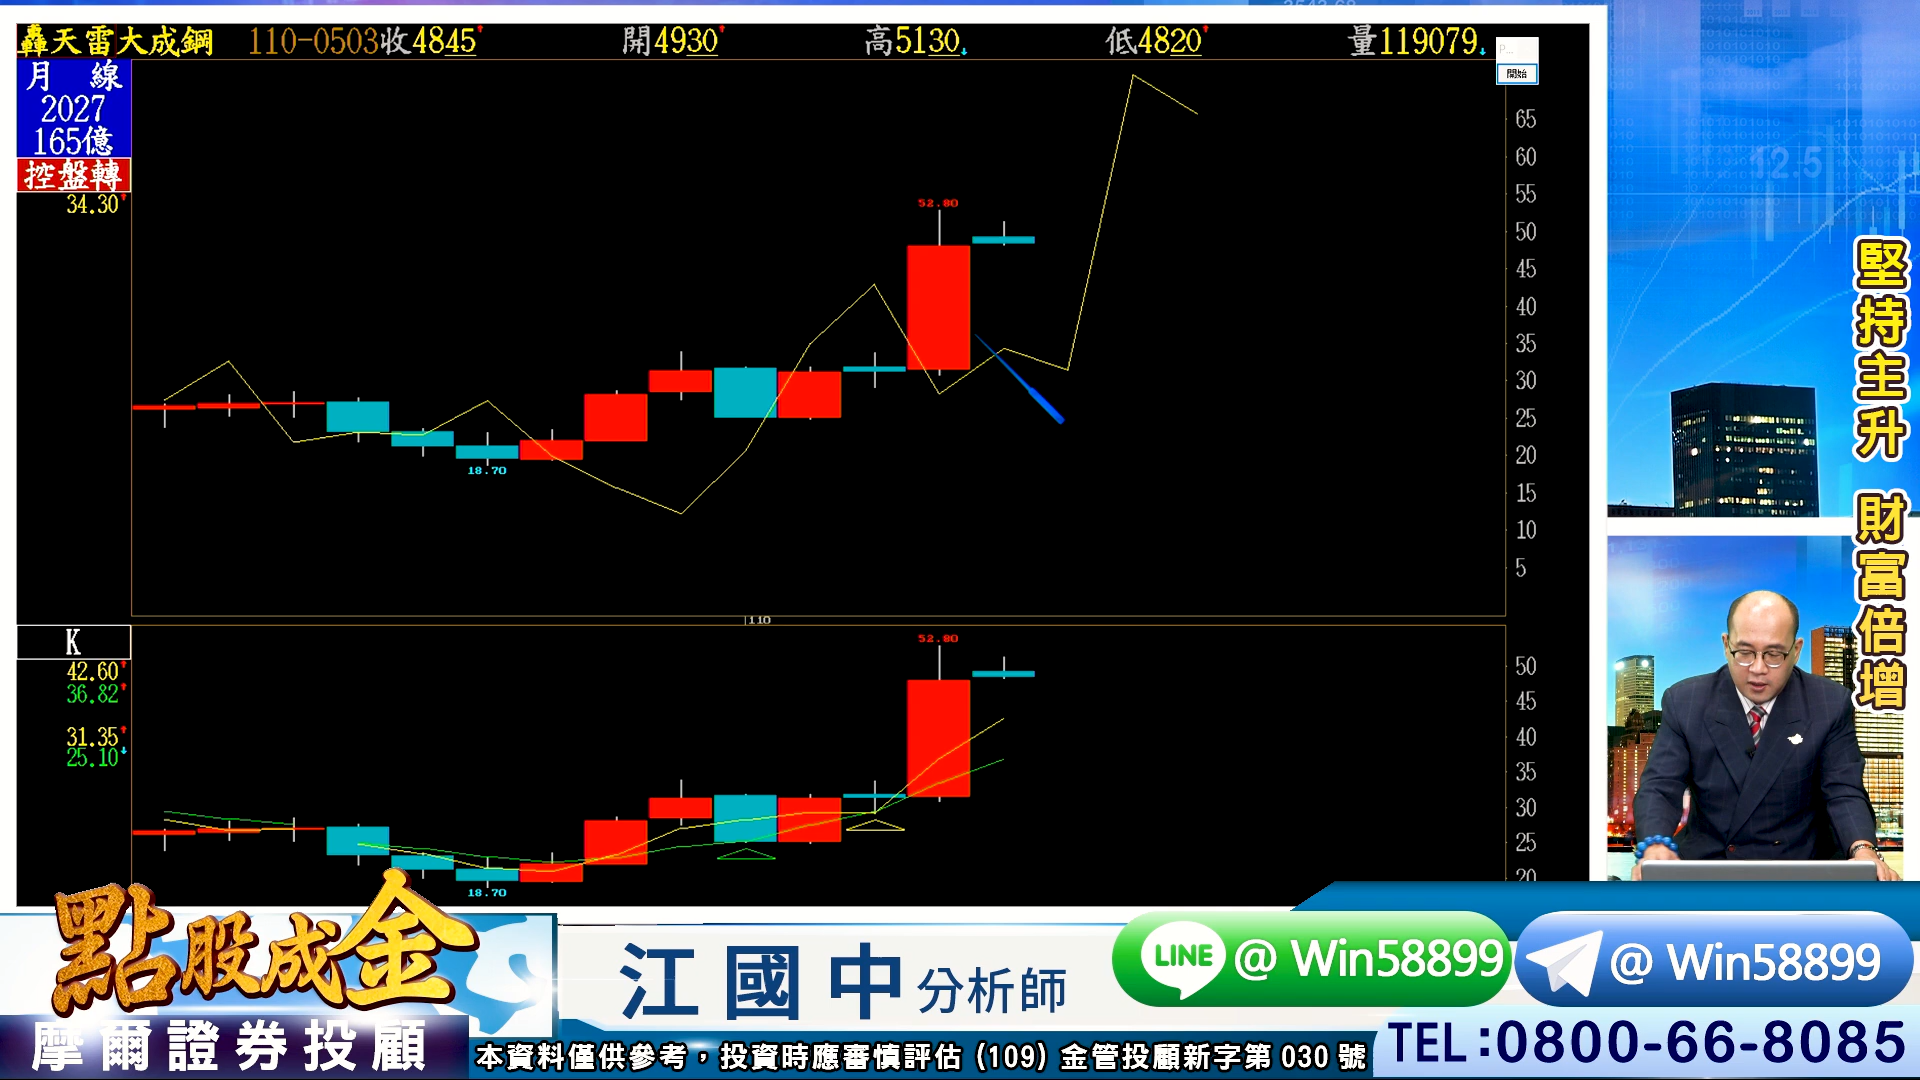 轟天雷大成鋼 110-0503收4845 開4930 高5130 低4820 量119079
月 線
2027
165億
控盤轉
34.30
P...
開始
65
60
55
50
45
40
35
30
25
20
15
10
5
52.80
18.70
110
K
42.60
36.82
31.35
25.10
52.80
18.70
50
45
40
35
30
25
20
12.5
堅持主升 財富倍增
點股成金
摩爾證券投顧
江國中 分析師
LINE @ Win58899
@ Win58899
TEL:0800-66-8085
本資料僅供參考，投資時應審慎評估 (109) 金管投顧新字第 030 號